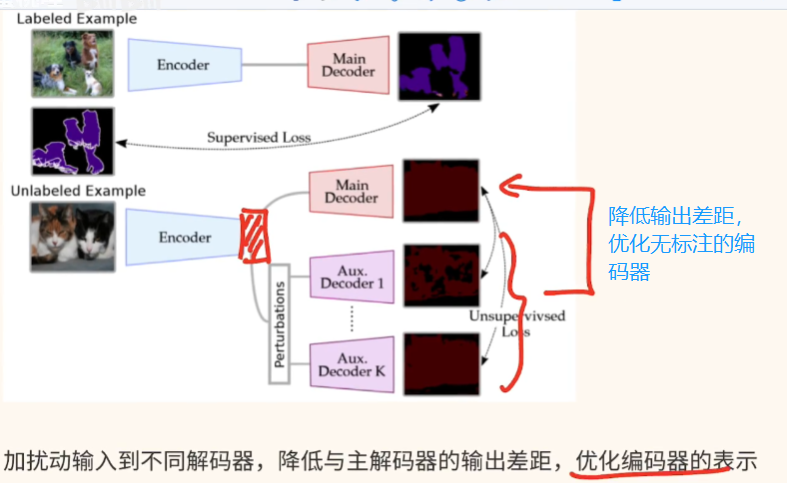 Labeled Example
Encoder
Main
Decoder
Supervised Loss
Unlabeled Example
Encoder
Main
Decoder
降低输出差距，
优化无标注的编
码器
Perturbations
Aux.
Decoder 1
Unsupervivsed
Loss
Aux.
Decoder K
加扰动输入到不同解码器，降低与主解码器的输出差距，优化编码器的表示